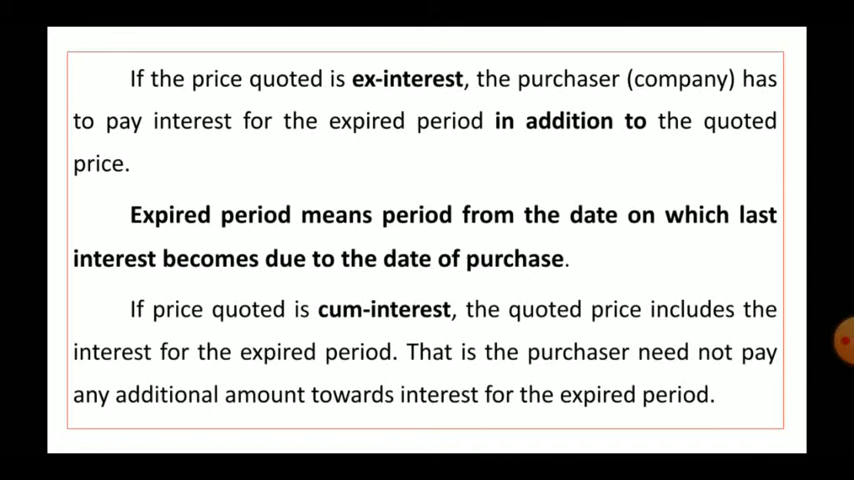 If the price quoted is ex-interest, the purchaser (company) has
to pay interest for the expired period in addition to the quoted
price.
Expired period means period from the date on which last
interest becomes due to the date of purchase.
If price quoted is cum-interest, the quoted price includes the
interest for the expired period. That is the purchaser need not pay
any additional amount towards interest for the expired period.